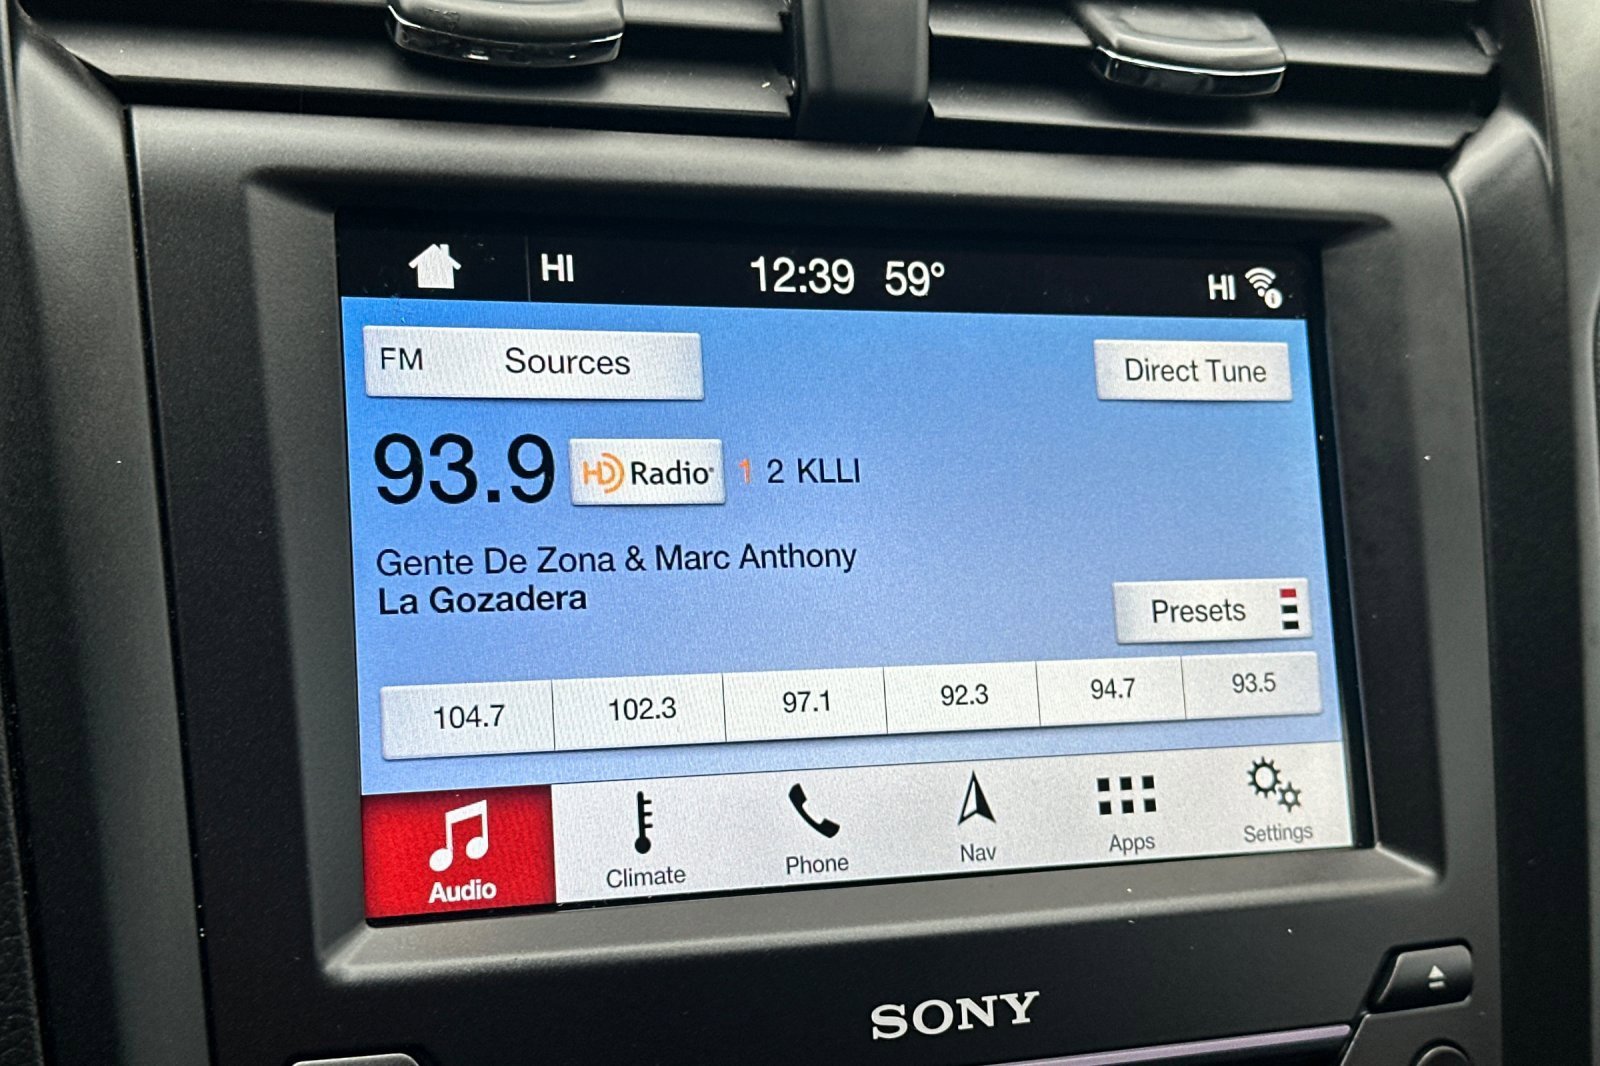 HI 12:39 59° HI
FM Sources Direct Tune
93.9 HD Radio 1 2 KLLI
Gente De Zona & Marc Anthony
La Gozadera
Presets
104.7 102.3 97.1 92.3 94.7 93.5
Audio Climate Phone Nav Apps Settings
SONY